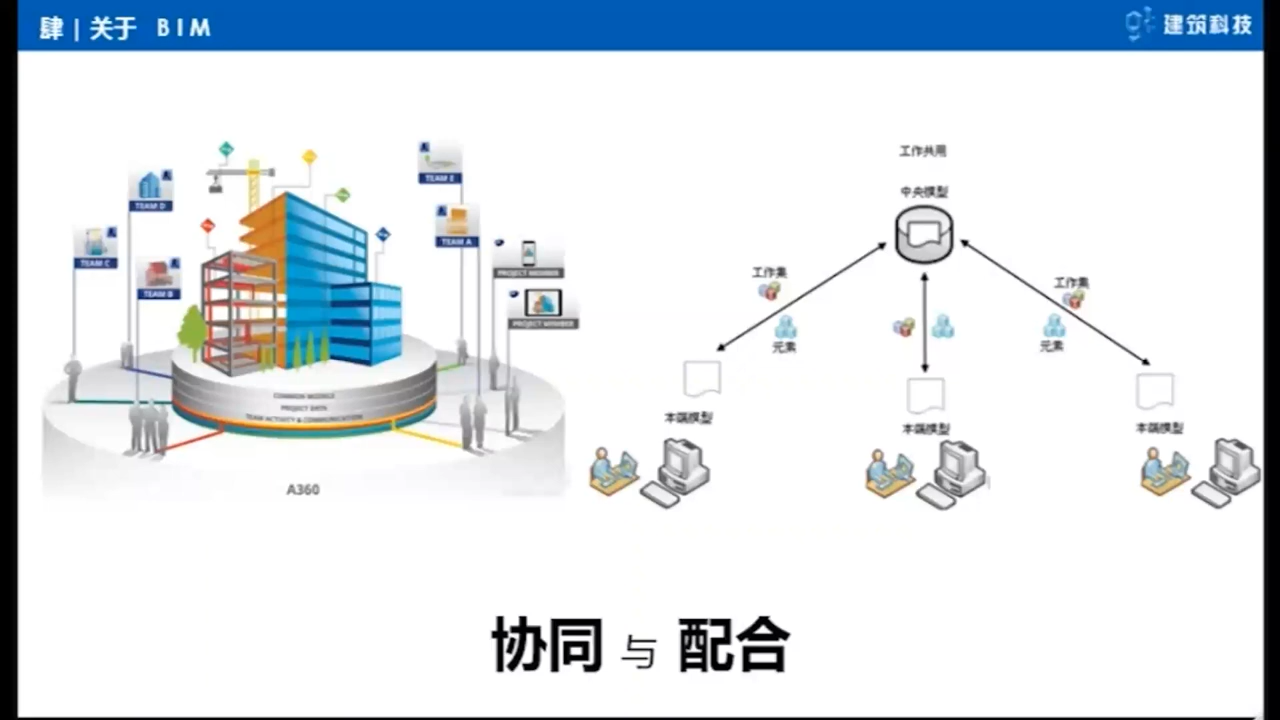 肆 | 关于 BIM
建筑科技
TEAM D
TEAM C
TEAM B
TEAM E
TEAM A
PROJECT MEMBER
PROJECT MEMBER
COMMON MODELS
PROJECT DATA
TEAM ACTIVITY & COMMUNICATION
A360
工作共用
中央模型
工作集
元素
工作集
元素
本端模型
本端模型
本端模型
协同 与 配合